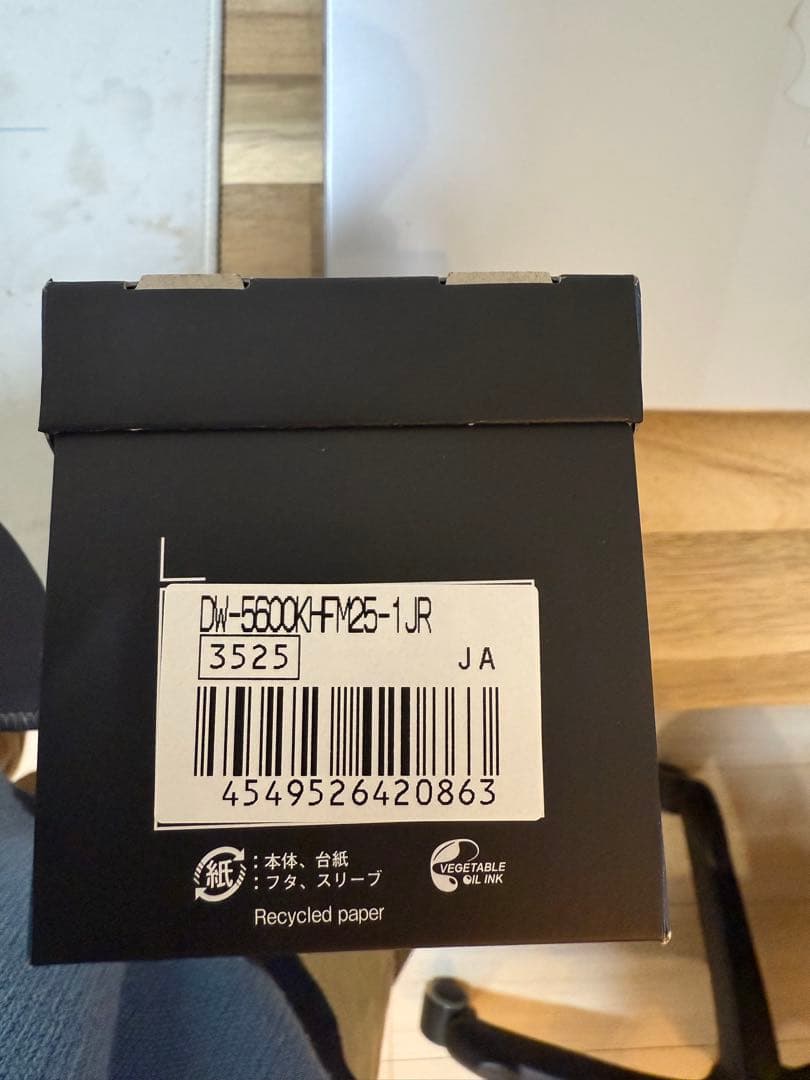 DW-5600KHFM25-1JR
3525
JA
4549526420863
紙
:本体、台紙
:フタ、スリーブ
Recycled paper
VEGETABLE
OIL INK